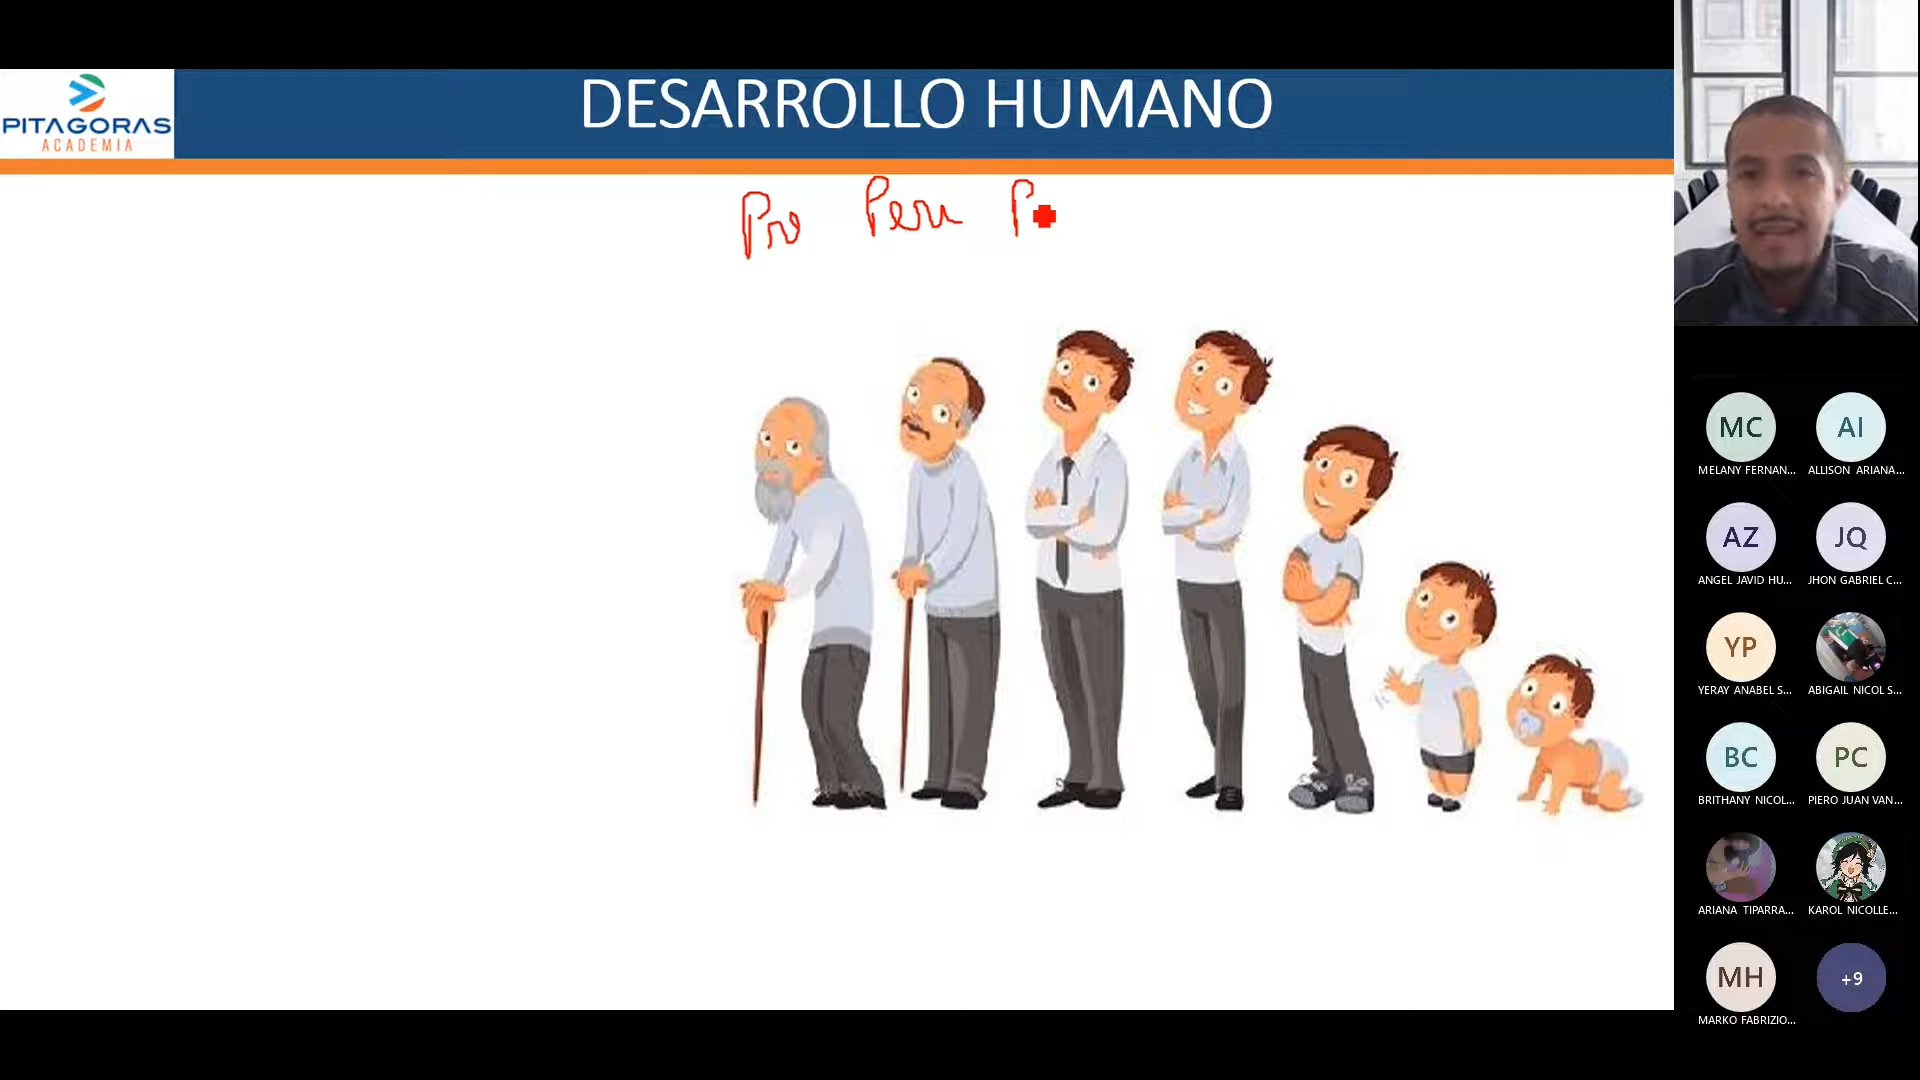 PITAGORAS
ACADEMIA
DESARROLLO HUMANO
Pre Peri P
MC
AI
MELANY FERNAN...
ALLISON ARIANA...
AZ
JQ
ANGEL JAVID HU...
JHON GABRIEL C...
YP
YERAY ANABEL S...
ABIGAIL NICOL S...
BC
PC
BRITHANY NICOL...
PIERO JUAN VAN...
ARIANA TIPARRA...
KAROL NICOLLE...
MH
+9
MARKO FABRIZIO...